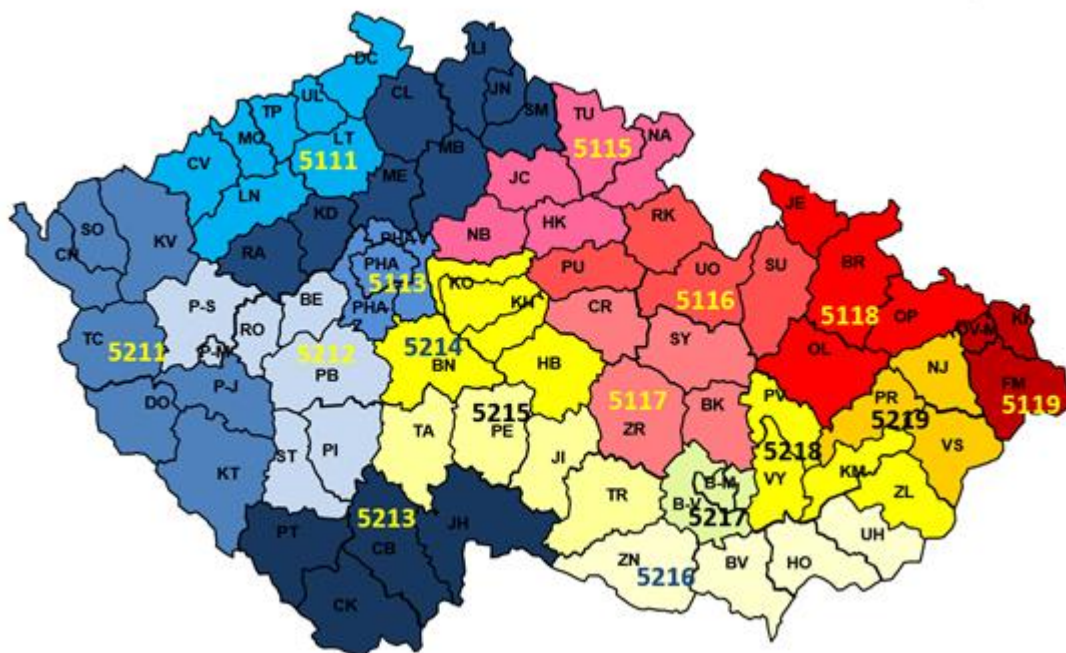 DC
LI
UL
CL
JN
TP
SM
TU
MO
LT
NA
CV
5111
MB
5115
LN
ME
JC
SO
KV
KD
RK
JE
CH
RA
PHA
NB
HK
PHA
5113
KO
PU
UO
SU
BR
P-S
BE
PHA-Z
KH
CR
5116
5118
OP
OV-M
KI
TC
5211
P-M
RO
5212
PB
5214
BN
HB
SY
OL
NJ
FM
5119
DO
P-J
5215
5117
BK
PV
PR
5219
KT
ST
PI
TA
PE
JI
ZR
5218
VS
TR
B-M
VY
KM
ZL
B-V
5217
PT
5213
JH
CB
ZN
5216
BV
HO
UH
CK